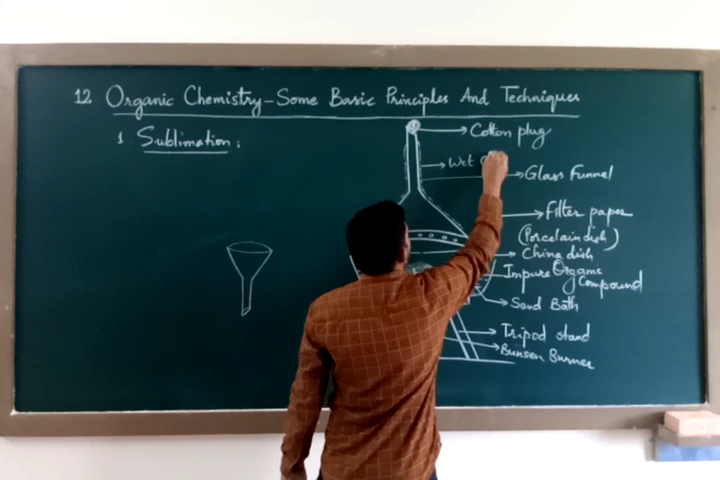 12 Organic Chemistry-Some Basic Principles And Techniques
1. Sublimation:
Cotton plug
Wet
Glass Funnel
Filter paper
(Porcelain dish)
China dish
Impure Organic
Compound
Sand Bath
Tripod stand
Bunsen Burner